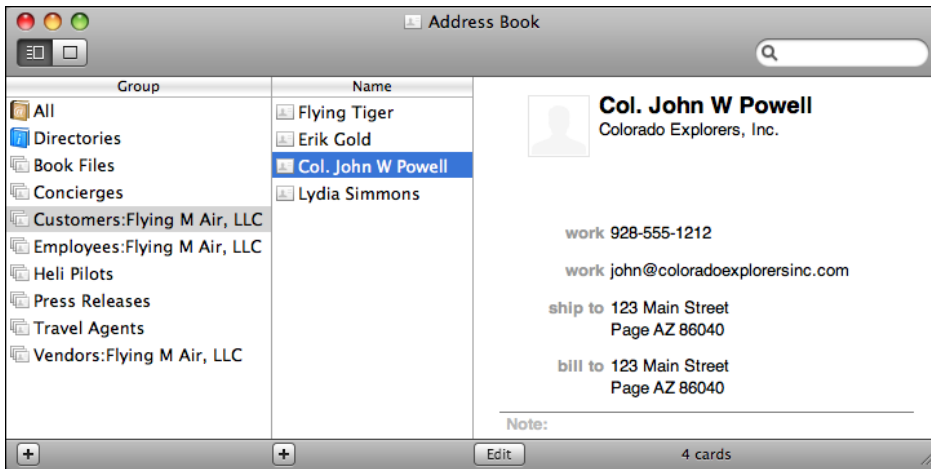 Address Book
Group
All
Directories
Book Files
Concierges
Customers:Flying M Air, LLC
Employees:Flying M Air, LLC
Heli Pilots
Press Releases
Travel Agents
Vendors:Flying M Air, LLC
Name
Flying Tiger
Erik Gold
Col. John W Powell
Lydia Simmons
Col. John W Powell
Colorado Explorers, Inc.
work 928-555-1212
work john@coloradoexplorersinc.com
ship to 123 Main Street
Page AZ 86040
bill to 123 Main Street
Page AZ 86040
Note:
Edit
4 cards